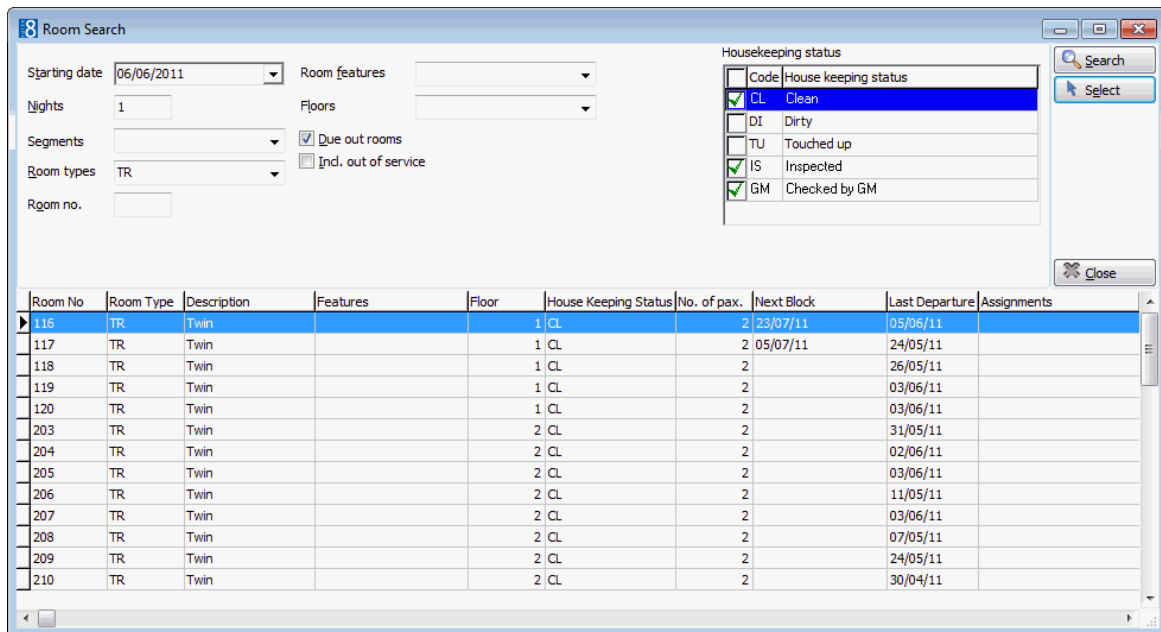 8 Room Search
Starting date 06/06/2011 Room features
Nights 1 Floors
Segments Due out rooms
Room types TR Incl. out of service
Room no.
Housekeeping status
Code House keeping status
CL Clean
DI Dirty
TU Touched up
IS Inspected
GM Checked by GM
Search
Select
Close
Room No Room Type Description Features Floor House Keeping Status No. of pax. Next Block Last Departure Assignments
116 TR Twin 1 CL 2 23/07/11 05/06/11
117 TR Twin 1 CL 2 05/07/11 24/05/11
118 TR Twin 1 CL 2 26/05/11
119 TR Twin 1 CL 2 03/06/11
120 TR Twin 1 CL 2 03/06/11
203 TR Twin 2 CL 2 31/05/11
204 TR Twin 2 CL 2 02/06/11
205 TR Twin 2 CL 2 03/06/11
206 TR Twin 2 CL 2 11/05/11
207 TR Twin 2 CL 2 03/06/11
208 TR Twin 2 CL 2 07/05/11
209 TR Twin 2 CL 2 24/05/11
210 TR Twin 2 CL 2 30/04/11